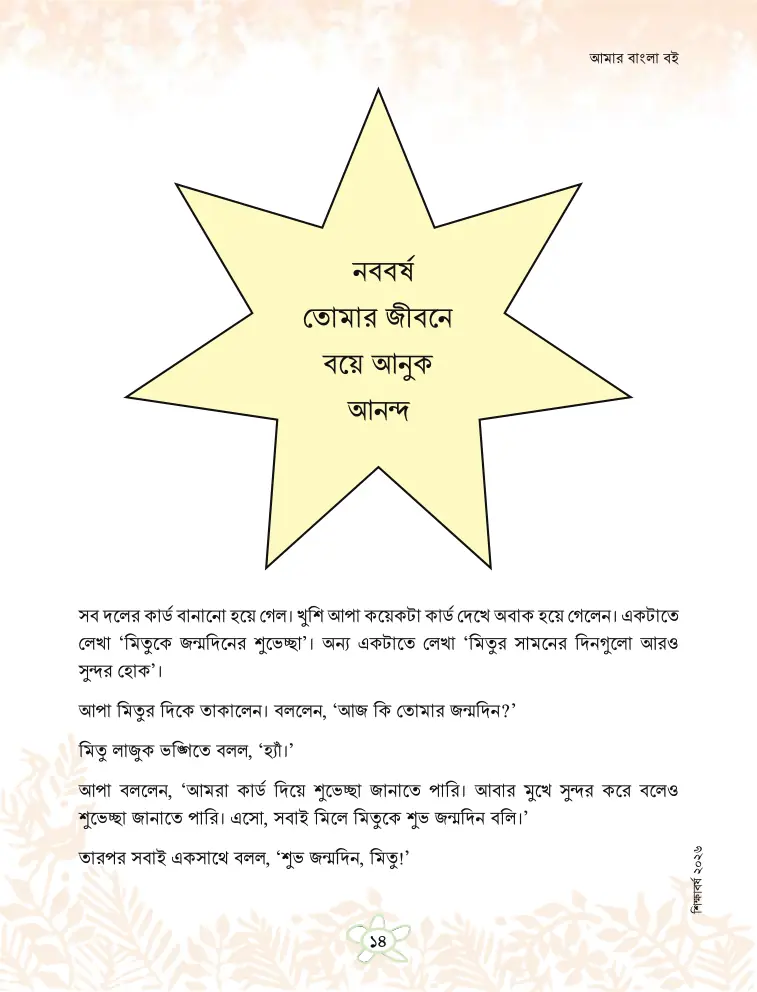 আমার বাংলা বই
নববর্ষ
তোমার জীবনে
বয়ে আনুক
আনন্দ
সব দলের কার্ড বানানো হয়ে গেল। খুশি আপা কয়েকটা কার্ড দেখে অবাক হয়ে গেলেন। একটাতে
লেখা ‘মিতুকে জন্মদিনের শুভেচ্ছা’। অন্য একটাতে লেখা ‘মিতুর সামনের দিনগুলো আরও
সুন্দর হোক’।
আপা মিতুর দিকে তাকালেন। বললেন, ‘আজ কি তোমার জন্মদিন?’
মিতু লাজুক ভঙ্গিতে বলল, ‘হ্যাঁ।’
আপা বললেন, ‘আমরা কার্ড দিয়ে শুভেচ্ছা জানাতে পারি। আবার মুখে সুন্দর করে বলেও
শুভেচ্ছা জানাতে পারি। এসো, সবাই মিলে মিতুকে শুভ জন্মদিন বলি।’
তারপর সবাই একসাথে বলল, ‘শুভ জন্মদিন, মিতু!’
শিক্ষাবর্ষ ২০২৬
১৪